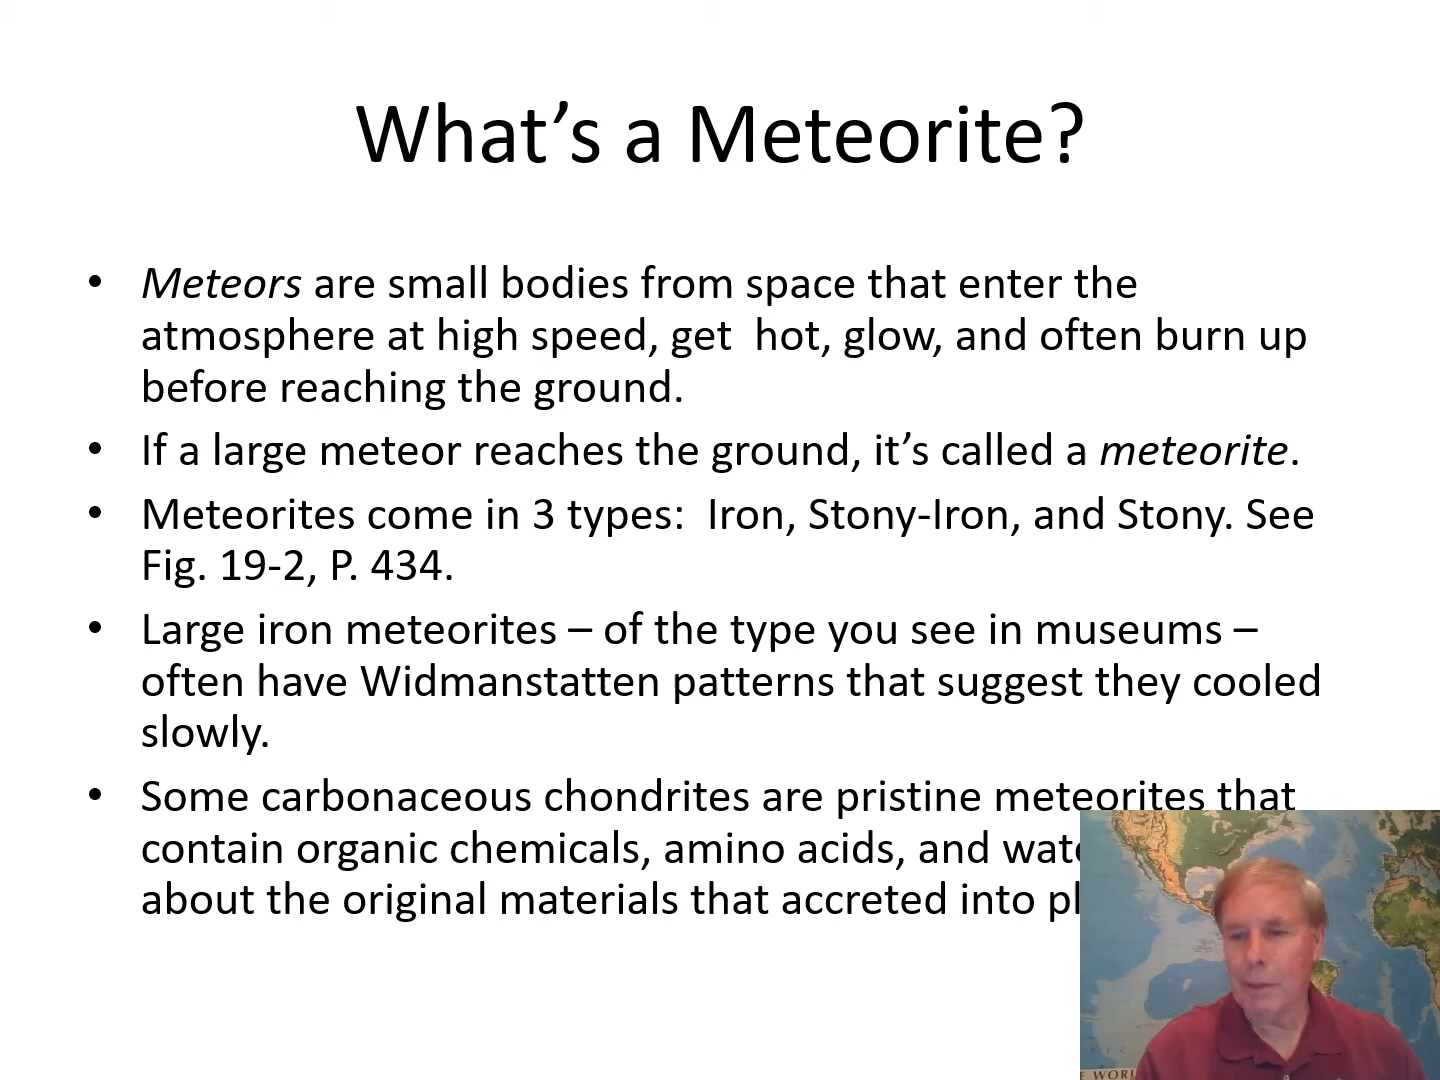 What’s a Meteorite?
• Meteors are small bodies from space that enter the
atmosphere at high speed, get  hot, glow, and often burn up
before reaching the ground.
• If a large meteor reaches the ground, it’s called a meteorite.
• Meteorites come in 3 types:  Iron, Stony-Iron, and Stony. See
Fig. 19-2, P. 434.
• Large iron meteorites – of the type you see in museums –
often have Widmanstatten patterns that suggest they cooled
slowly.
• Some carbonaceous chondrites are pristine meteorites that
contain organic chemicals, amino acids, and
about the original materials that accreted into